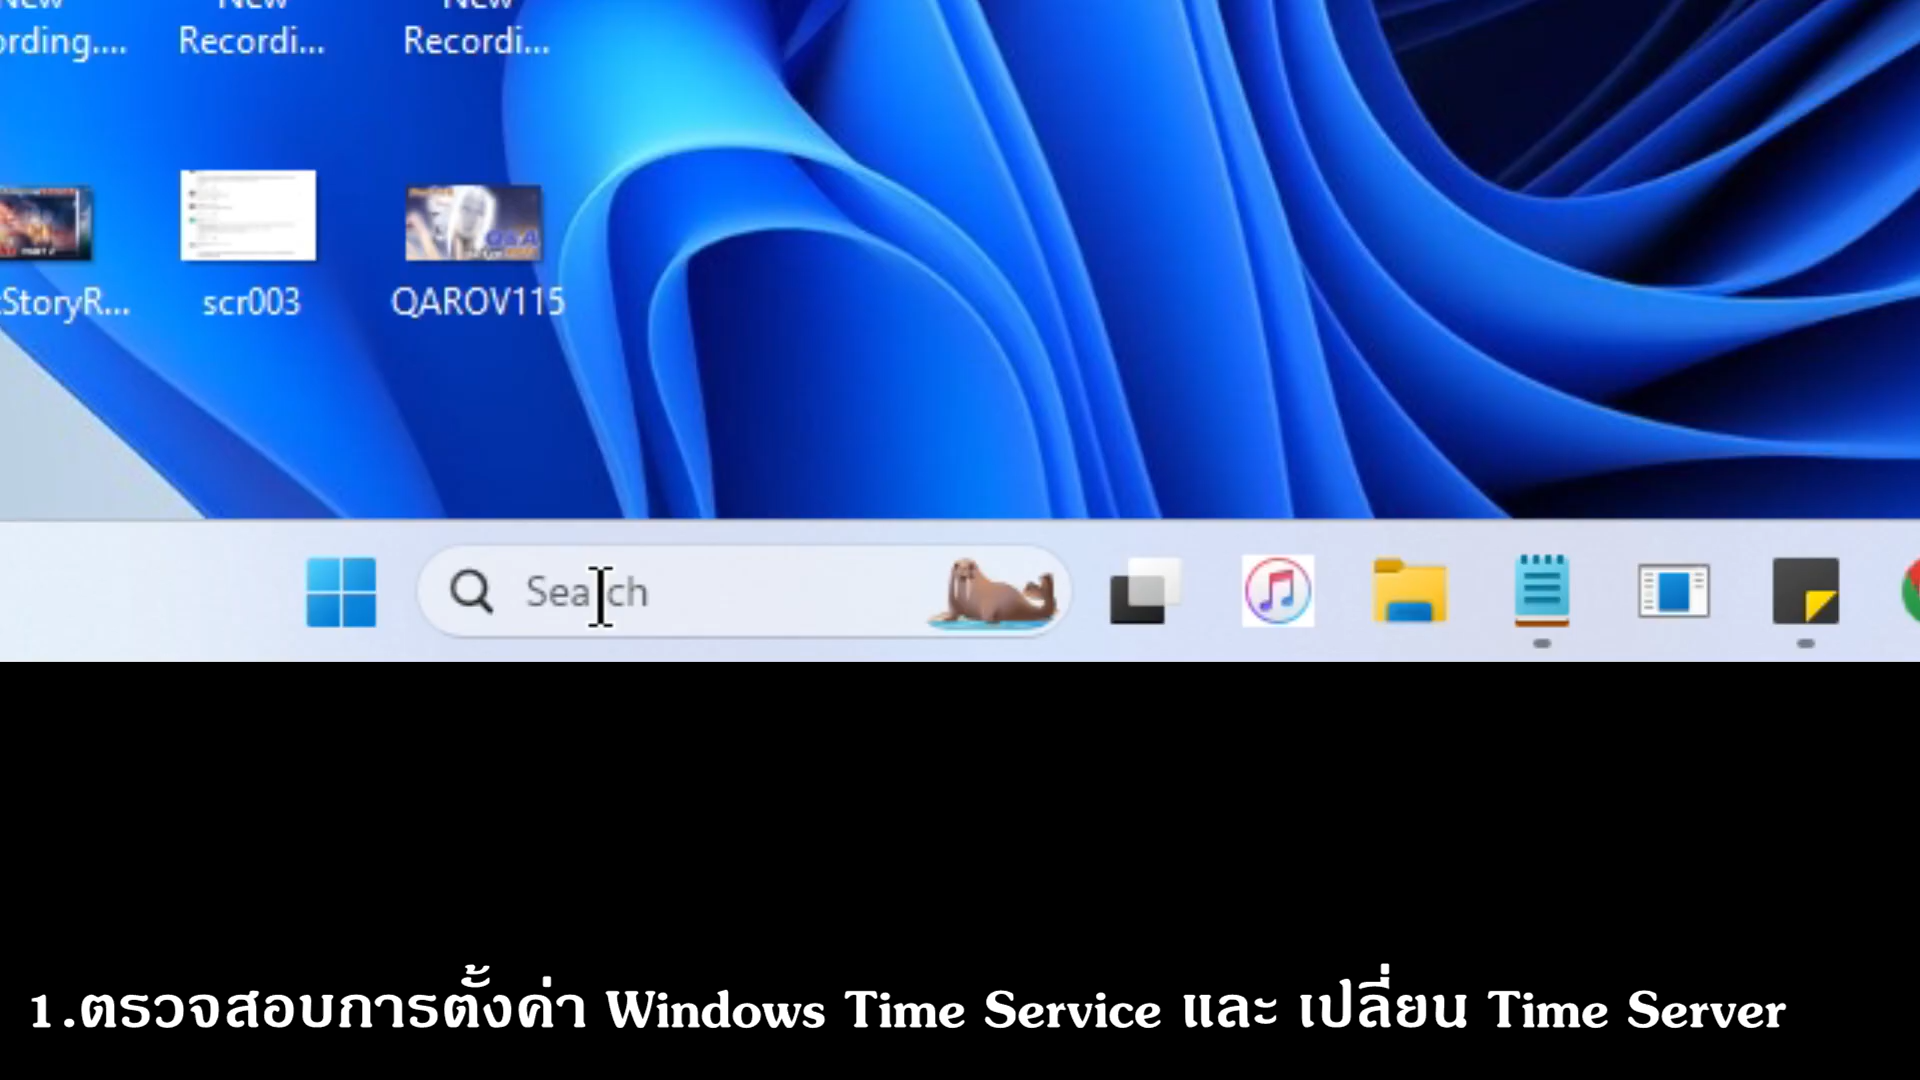 New New
ording.... Recordi... Recordi...
Q&A
StoryR... scr003 QAROV115
Search
1.ตรวจสอบการตั้งค่า Windows Time Service และ เปลี่ยน Time Server